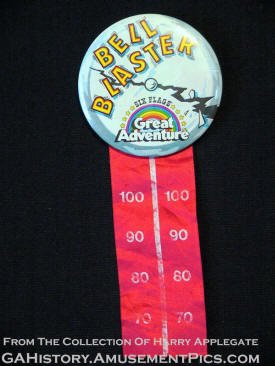 BELL
BLASTER
SIX FLAGS
Great
Adventure
100 100
90 90
80 80
70 70
FROM THE COLLECTION OF HARRY APPLEGATE
GAHISTORY.AMUSEMENTPICS.COM